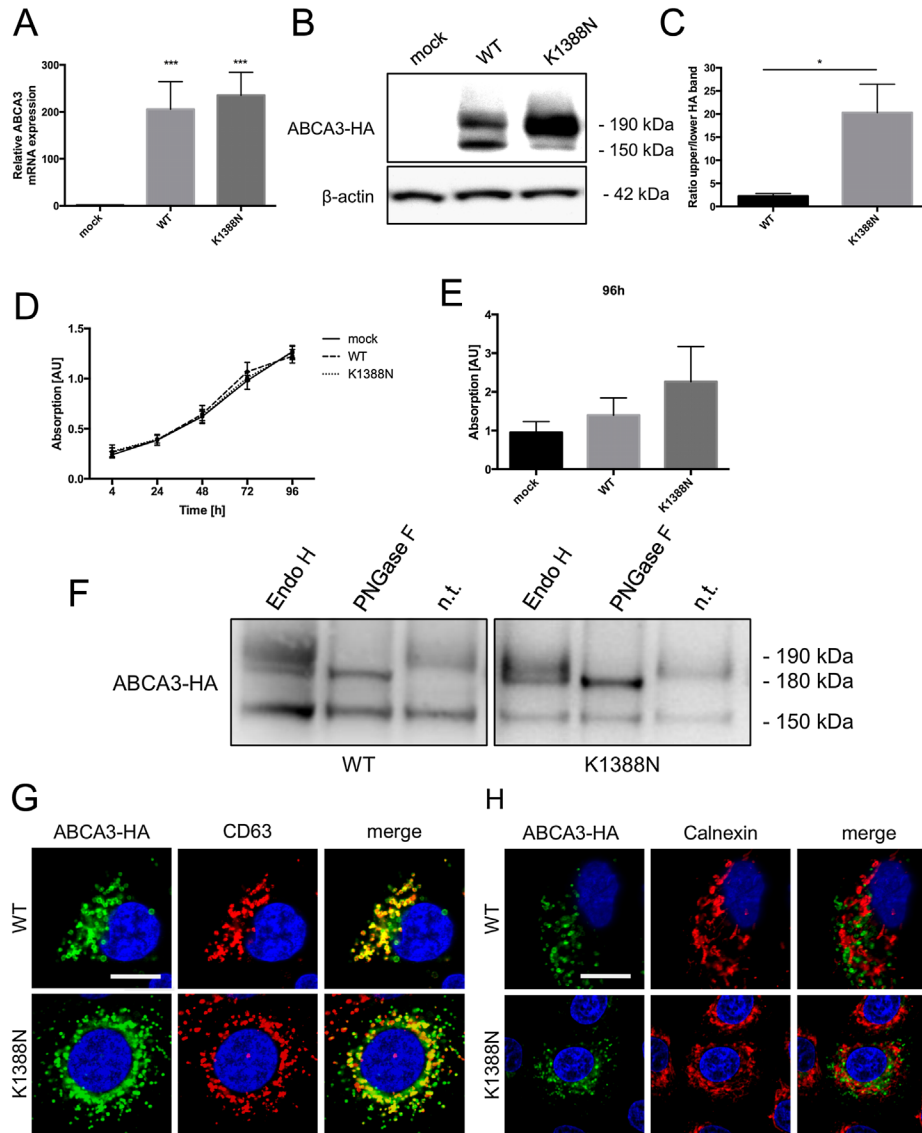 A
Relative ABCA3
mRNA expression
300
200
100
0
***
***
mock
WT
K1388N
B
mock
WT
K1388N
ABCA3-HA
- 190 kDa
- 150 kDa
β-actin
- 42 kDa
C
Ratio upper/lower HA band
30
25
20
15
10
5
0
*
WT
K1388N
D
Absorption [AU]
1.5
1.0
0.5
0.0
4
24
48
72
96
Time [h]
mock
WT
K1388N
E
96h
Absorption [AU]
4
3
2
1
0
mock
WT
K1388N
F
Endo H
PNGase F
n.t.
Endo H
PNGase F
n.t.
ABCA3-HA
- 190 kDa
- 180 kDa
- 150 kDa
WT
K1388N
G
ABCA3-HA
CD63
merge
WT
K1388N
H
ABCA3-HA
Calnexin
merge
WT
K1388N